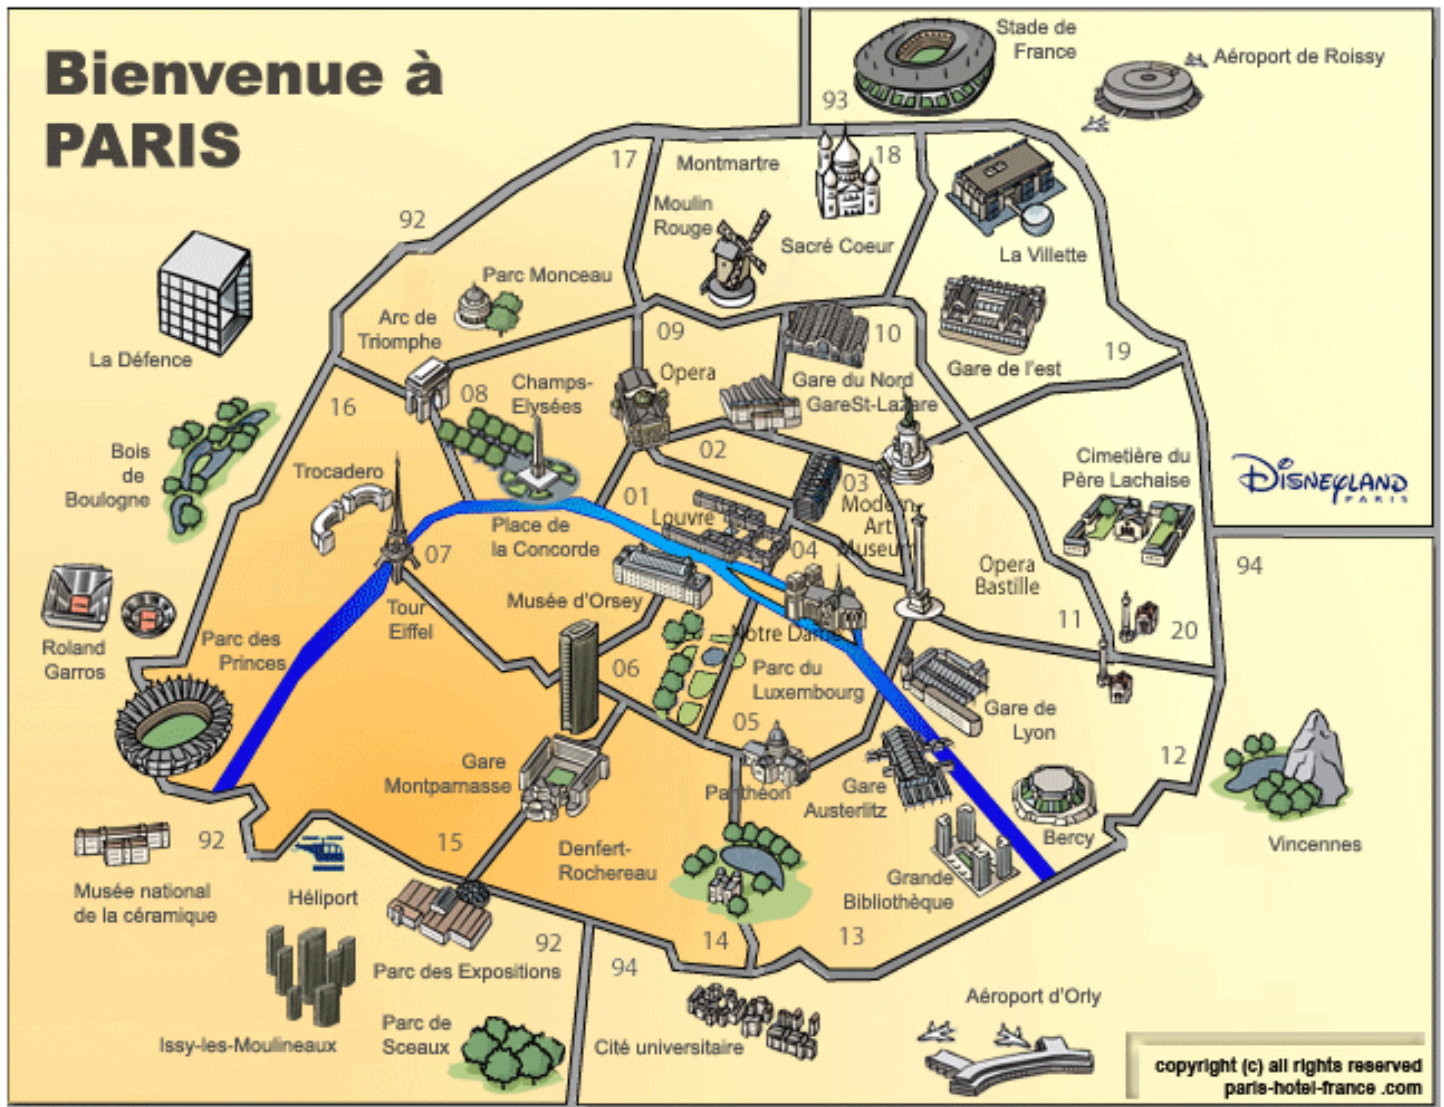 Bienvenue à
PARIS
Stade de
France
Aéroport de Roissy
93
17
Montmartre
18
92
Moulin
Rouge
Sacré Coeur
La Villette
Parc Monceau
Arc de
Triomphe
09
10
La Défence
19
Gare de l'est
Opera
Gare du Nord
GareSt-Lazare
Champs-
Elysées
08
16
20
02
Bois
de
Boulogne
Trocadero
Cimetière du
Père Lachaise
DISNEYLAND
PARIS
03
01
Louvre
Modern
Art
Museum
Place de
la Concorde
04
07
Opera
Bastille
94
Musée d'Orsey
Tour
Eiffel
11
Notre Dame
Parc des
Princes
Roland
Garros
06
Parc du
Luxembourg
05
Gare de
Lyon
12
Gare
Montparnasse
Panthéon
Gare
Austerlitz
Bercy
Vincennes
92
15
Denfert-
Rochereau
Musée national
de la céramique
Héliport
Grande
Bibliothèque
14
13
92
94
Parc des Expositions
Issy-les-Moulineaux
Parc de
Sceaux
Cité universitaire
Aéroport d'Orly
copyright (c) all rights reserved
paris-hotel-france .com